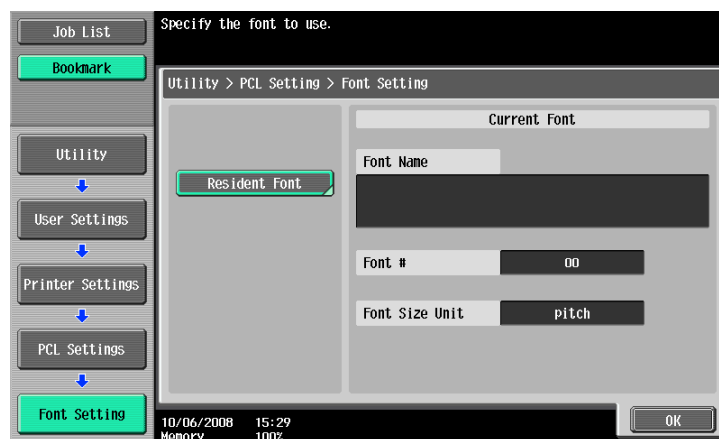 Job List
Specify the font to use.
Bookmark
Utility > PCL Setting > Font Setting
Current Font
Utility
Font Name
Resident Font
User Settings
Font #
00
Printer Settings
Font Size Unit
pitch
PCL Settings
Font Setting
10/06/2008 15:29
Memory 100%
OK